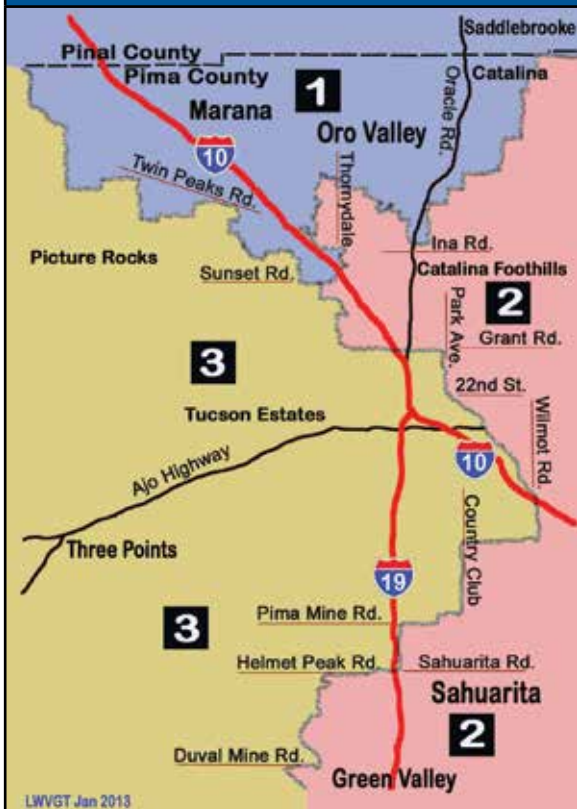 Saddlebrooke
Pinal County
Pima County
Catalina
1
Marana
Oro Valley
Oracle Rd.
10
Twin Peaks Rd.
Thornydale
Ina Rd.
Picture Rocks
Sunset Rd.
Catalina Foothills
2
Park Ave.
Grant Rd.
3
22nd St.
Tucson Estates
Wilmot Rd.
10
Ajo Highway
Country Club
Three Points
19
Pima Mine Rd.
3
Helmet Peak Rd.
Sahuarita Rd.
Sahuarita
2
Duval Mine Rd.
Green Valley
LWVGT Jan 2013